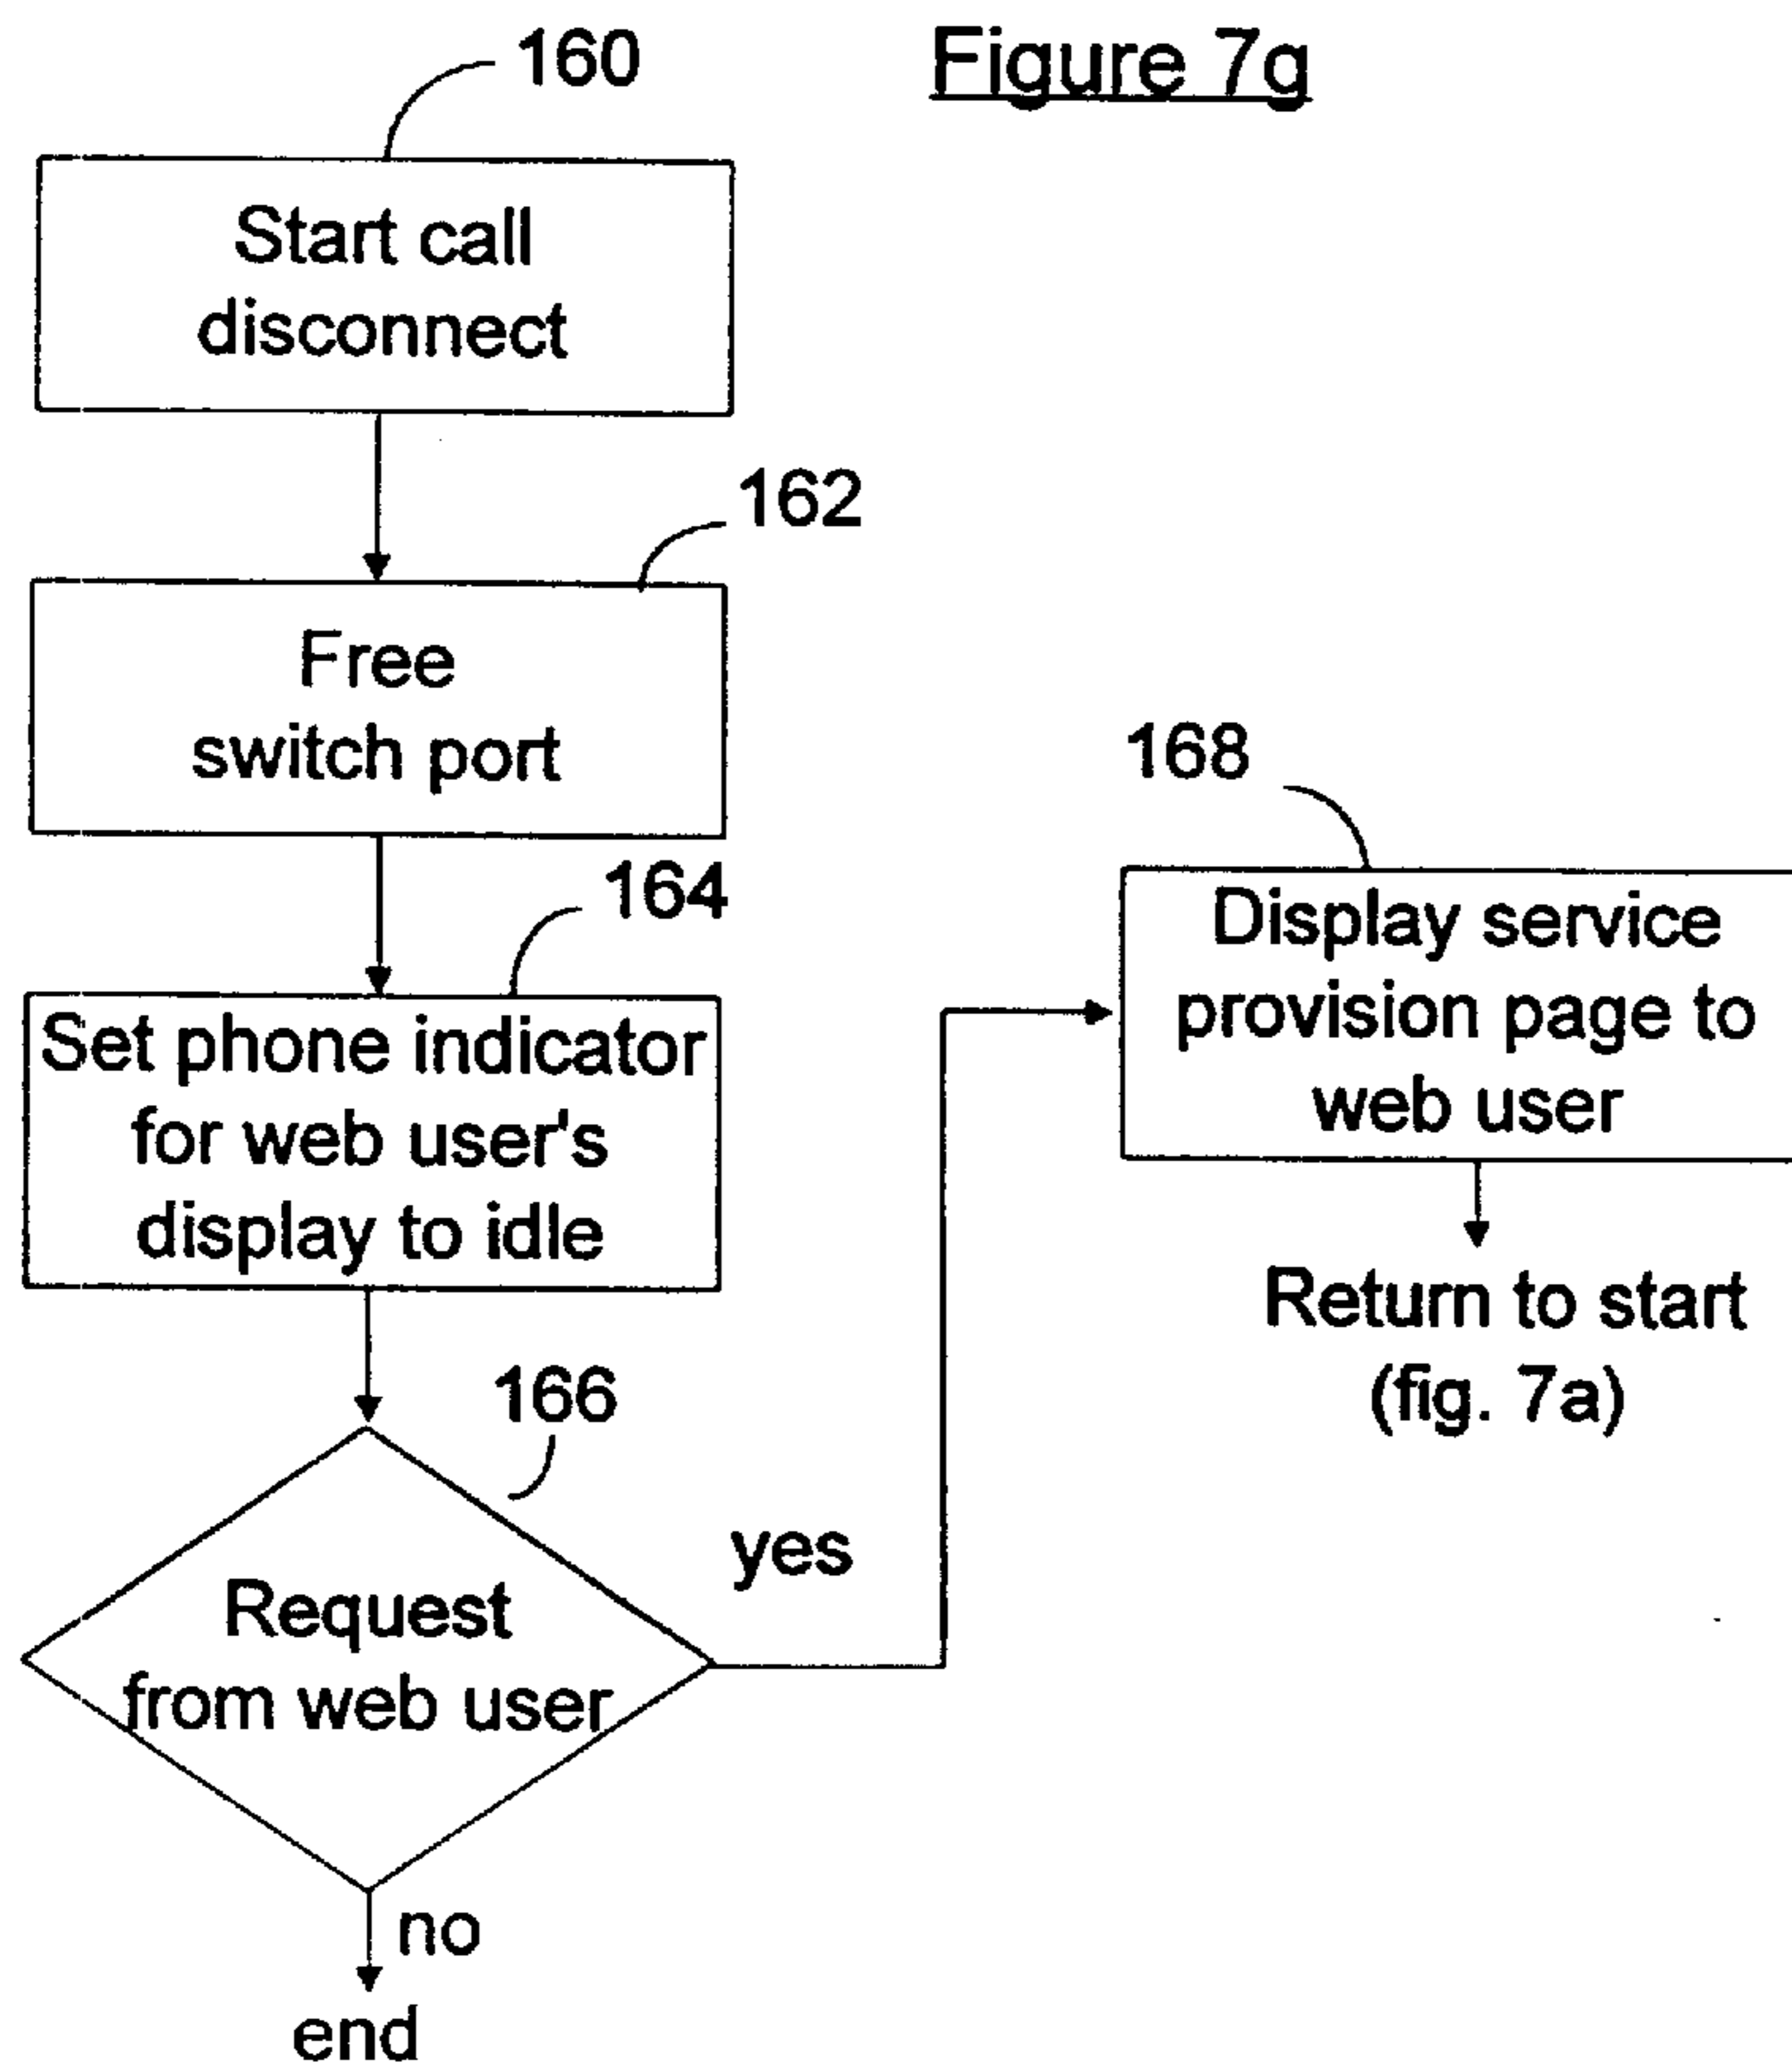 Figure 7g
160
Start call
disconnect
162
Free
switch port
164
Set phone indicator
for web user's
display to idle
166
Request
from web user
yes
no
end
168
Display service
provision page to
web user
Return to start
(fig. 7a)